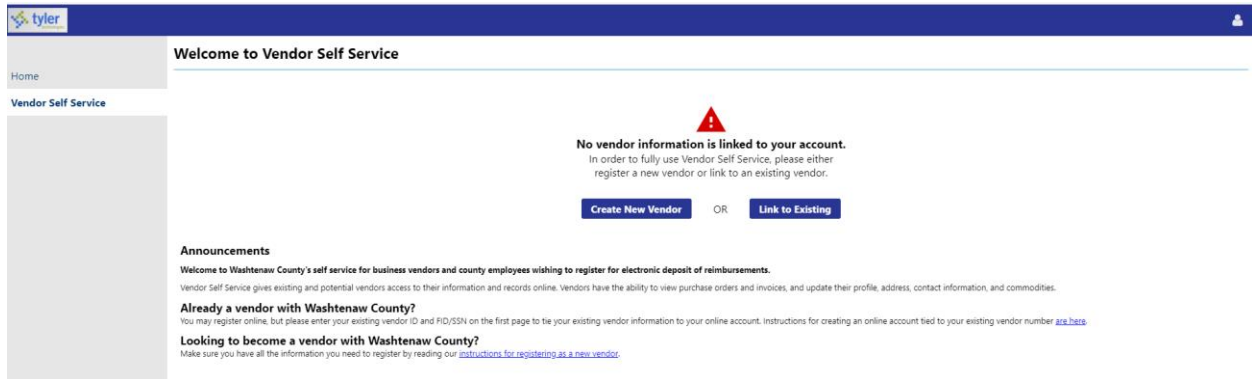 tyler
Welcome to Vendor Self Service
Home
Vendor Self Service
No vendor information is linked to your account.
In order to fully use Vendor Self Service, please either
register a new vendor or link to an existing vendor.
Create New Vendor OR Link to Existing
Announcements
Welcome to Washtenaw County's self service for business vendors and county employees wishing to register for electronic deposit of reimbursements.
Vendor Self Service gives existing and potential vendors access to their information and records online. Vendors have the ability to view purchase orders and invoices, and update their profile, address, contact information, and commodities.
Already a vendor with Washtenaw County?
You may register online, but please enter your existing vendor ID and FID/SSN on the first page to tie your existing vendor information to your online account. Instructions for creating an online account tied to your existing vendor number are here.
Looking to become a vendor with Washtenaw County?
Make sure you have all the information you need to register by reading our instructions for registering as a new vendor.